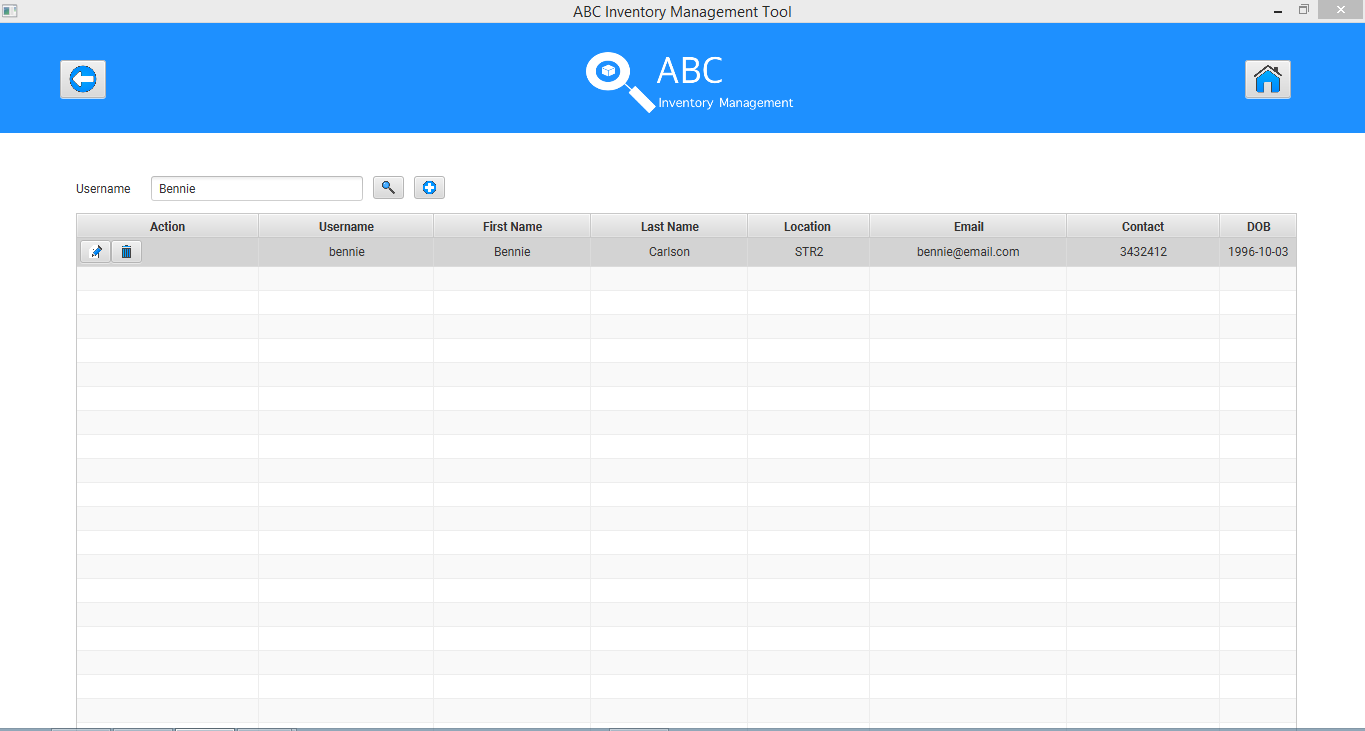 ABC Inventory Management Tool
ABC
Inventory Management
Username Bennie
Action Username First Name Last Name Location Email Contact DOB
bennie Bennie Carlson STR2 bennie@email.com 3432412 1996-10-03